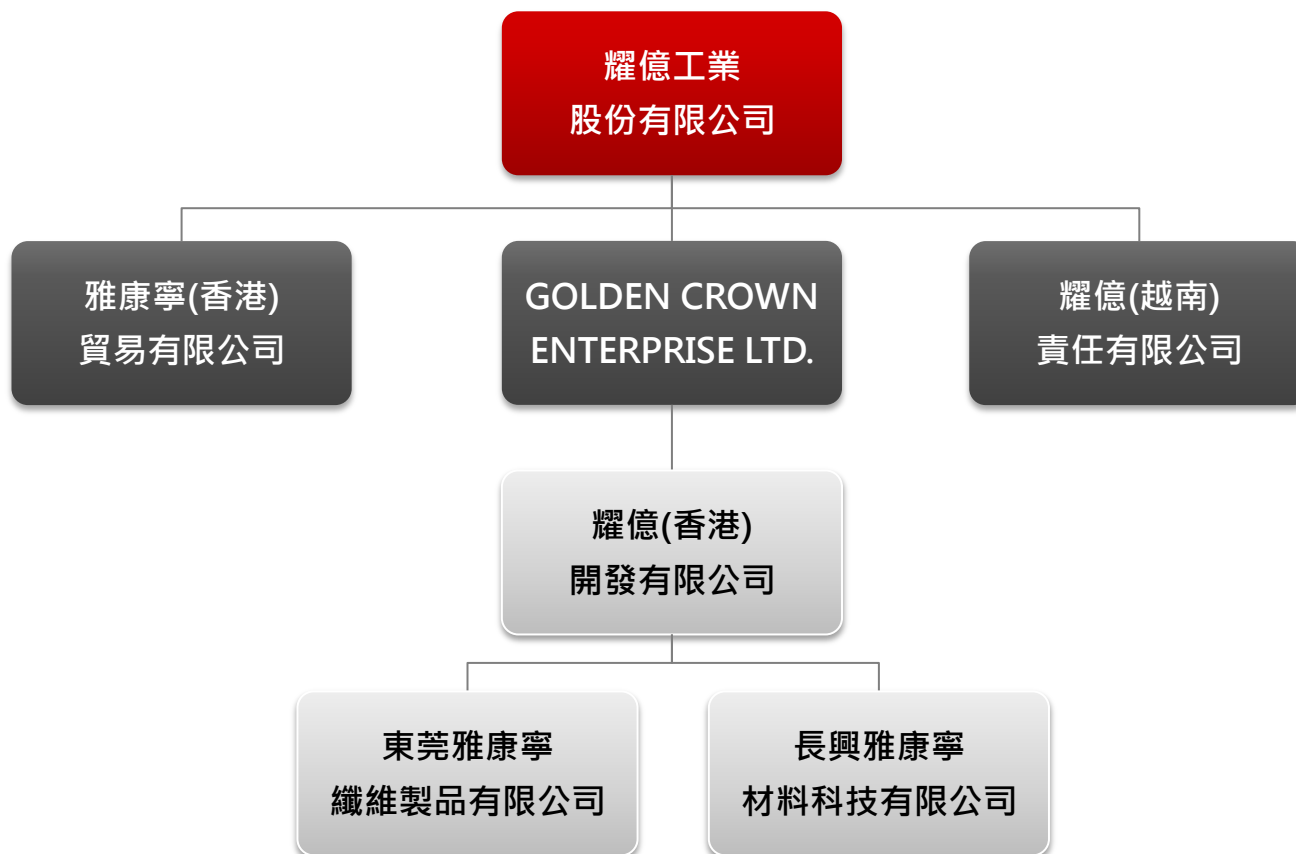 耀億工業
股份有限公司
雅康寧(香港)
貿易有限公司
GOLDEN CROWN
ENTERPRISE LTD.
耀億(越南)
責任有限公司
耀億(香港)
開發有限公司
東莞雅康寧
纖維製品有限公司
長興雅康寧
材料科技有限公司